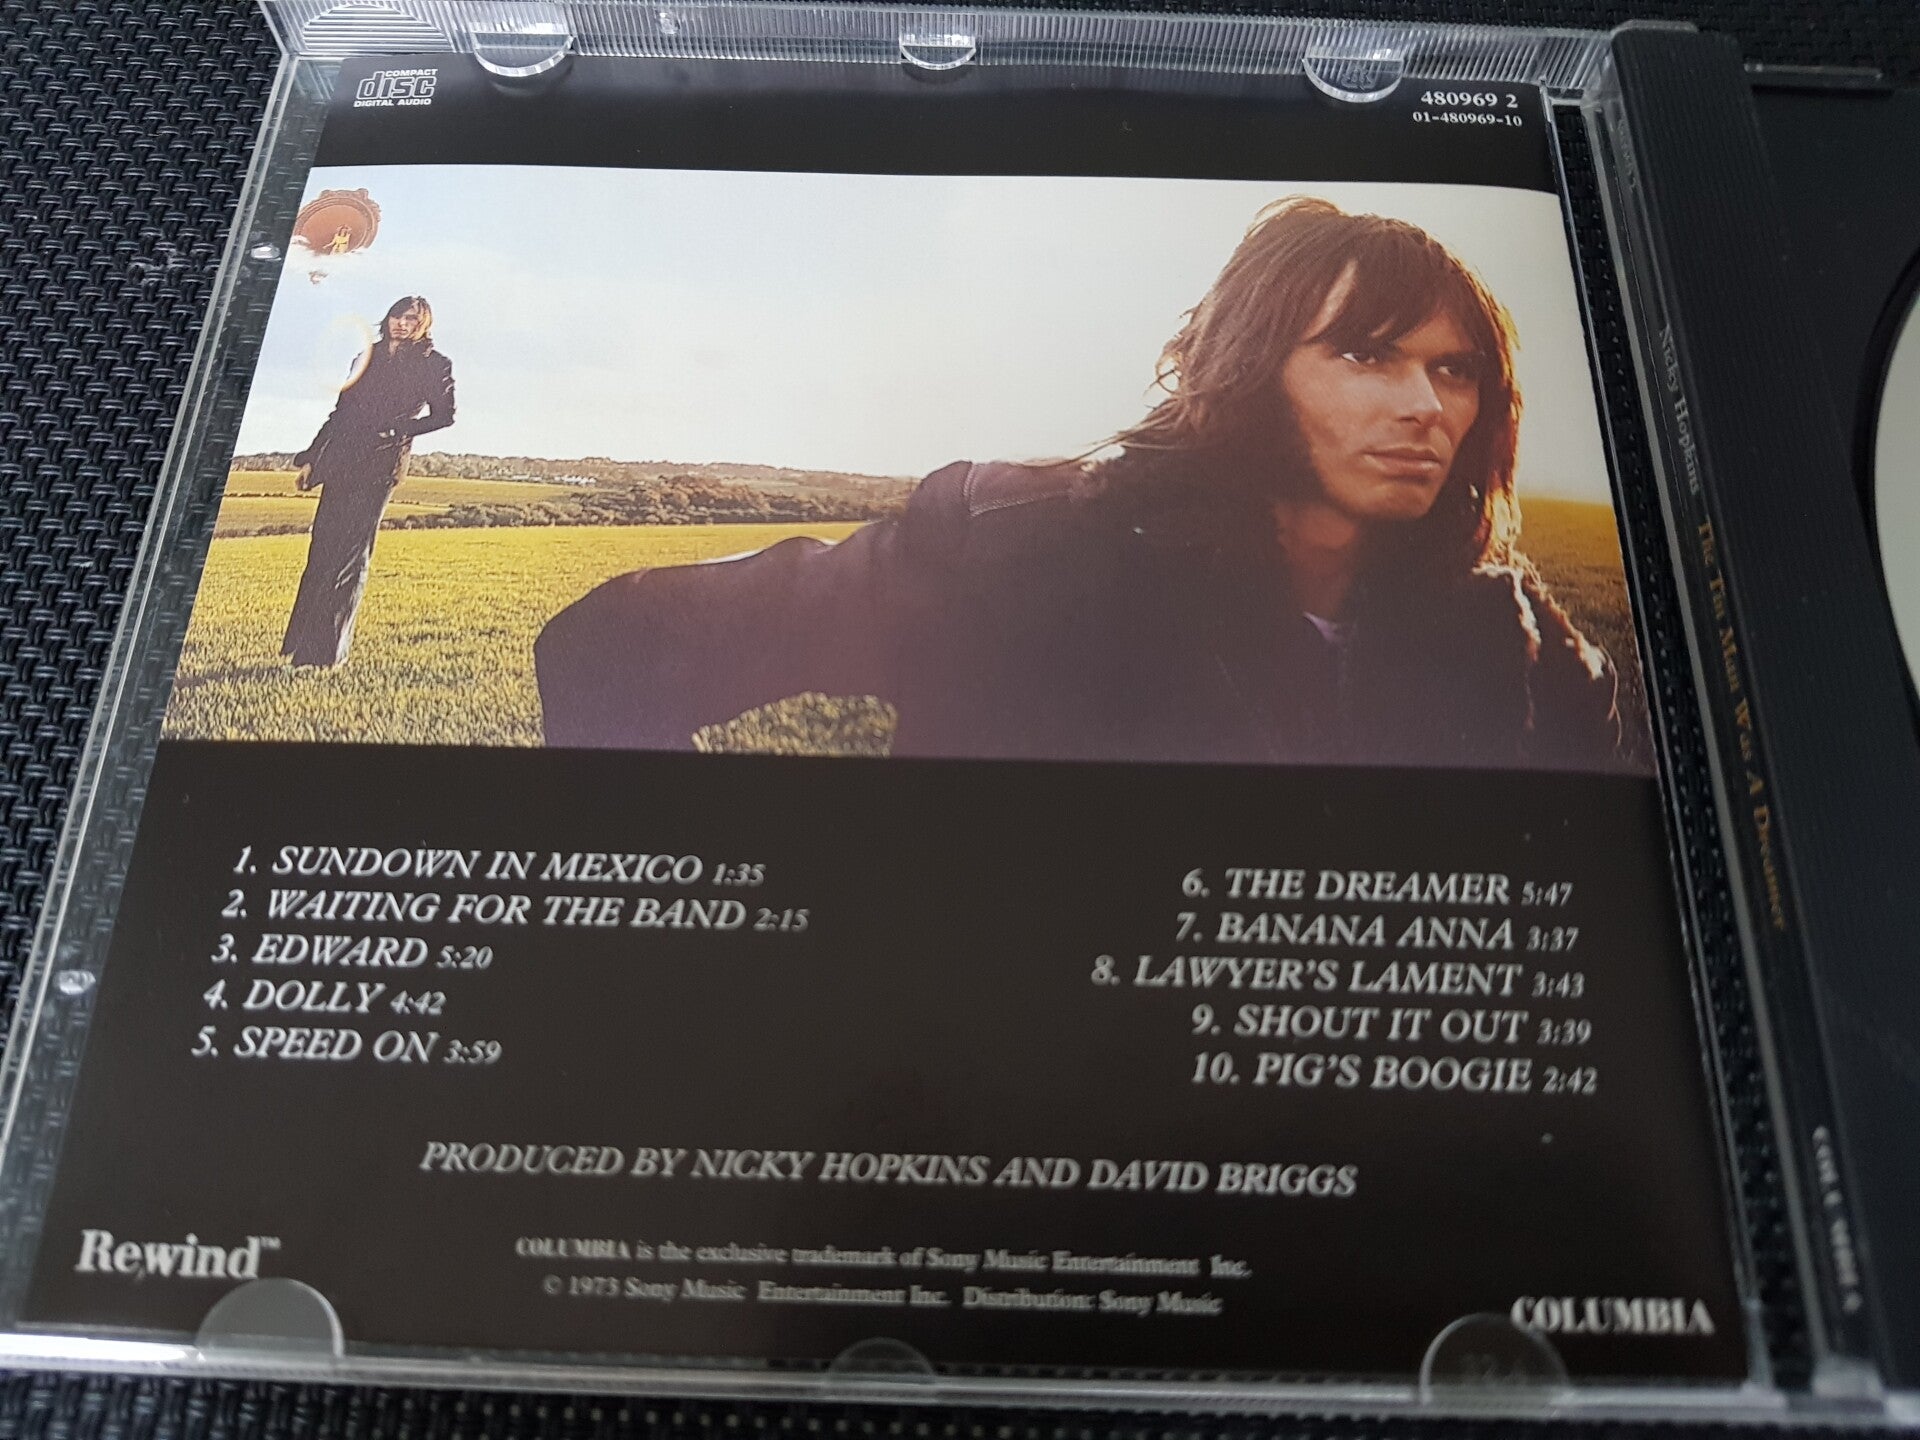 COMPACT
disc
DIGITAL AUDIO
480969 2
01-480969-10
1. SUNDOWN IN MEXICO 1:35
2. WAITING FOR THE BAND 2:15
3. EDWARD 5:20
4. DOLLY 4:42
5. SPEED ON 3:59
6. THE DREAMER 5:47
7. BANANA ANNA 3:37
8. LAWYER'S LAMENT 3:43
9. SHOUT IT OUT 3:39
10. PIG'S BOOGIE 2:42
PRODUCED BY NICKY HOPKINS AND DAVID BRIGGS
Rewind™
COLUMBIA is the exclusive trademark of Sony Music Entertainment Inc.
© 1973 Sony Music Entertainment Inc. Distribution: Sony Music
COLUMBIA
Nicky Hopkins The Tin Man Was A Dreamer